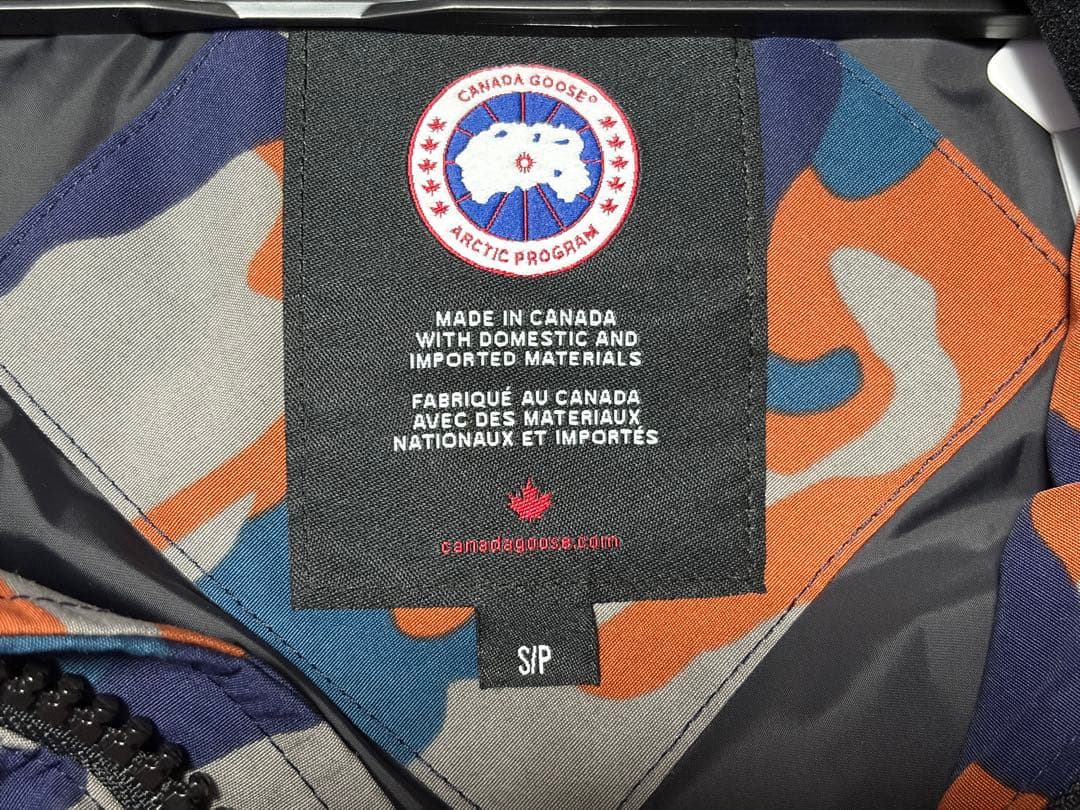 CANADA GOOSE®
ARCTIC PROGRAM
MADE IN CANADA
WITH DOMESTIC AND
IMPORTED MATERIALS
FABRIQUÉ AU CANADA
AVEC DES MATERIAUX
NATIONAUX ET IMPORTÉS
canadagoose.com
S/P